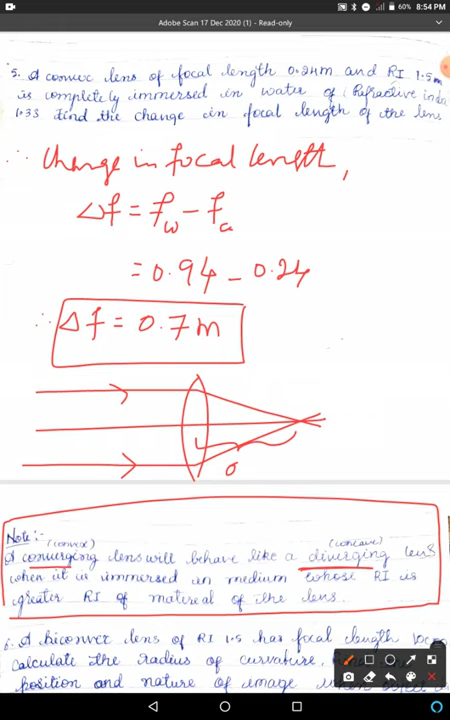 60% 8:54 PM
Adobe Scan 17 Dec 2020 (1) - Read-only
5. A convex lens of focal length 0.24m and RI 1.5m
is completely immersed in water of Refractive index
1.33 find the change in focal length of the lens
∴ Change in focal length,
Δf = fw - fa
= 0.94 - 0.24
∴ Δf = 0.7m
0
Note:-
(convex) (concave)
A converging lens will behave like a diverging lens
when it is immersed in medium whose RI is
greater RI of matereal of the lens.
6. A biconvex lens of RI 1.5 has focal length
calculate the radius of curvature,
position and nature of image